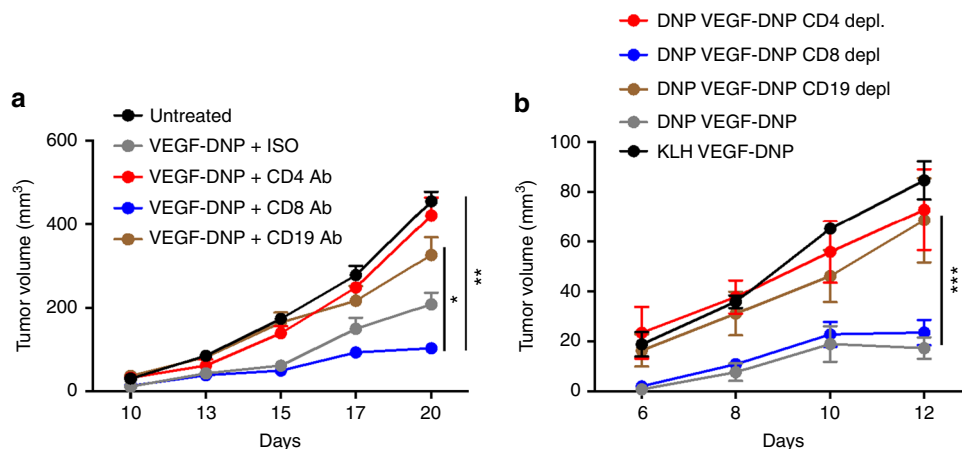 a
Untreated
VEGF-DNP + ISO
VEGF-DNP + CD4 Ab
VEGF-DNP + CD8 Ab
VEGF-DNP + CD19 Ab
Tumor volume (mm³)
600
400
200
0
10 13 15 17 20
Days
*
**
DNP VEGF-DNP CD4 depl.
DNP VEGF-DNP CD8 depl
DNP VEGF-DNP CD19 depl
DNP VEGF-DNP
KLH VEGF-DNP
b
Tumor volume (mm³)
100
80
60
40
20
0
6 8 10 12
Days
***